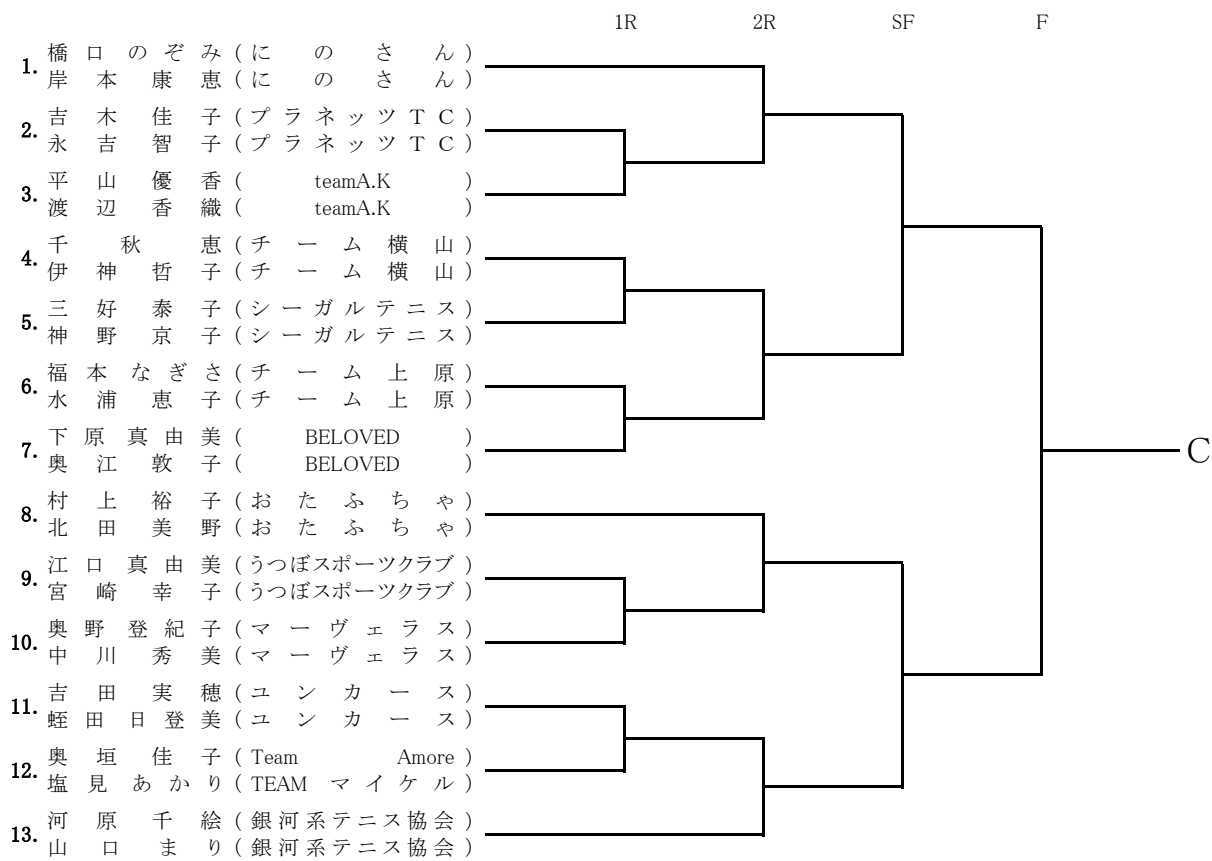 1R 2R SF F
1. 橋口のぞみ(にのさん)
岸本康恵(にのさん)
2. 吉木佳子(プラネッツTC)
永吉智子(プラネッツTC)
3. 平山優香(teamA.K)
渡辺香織(teamA.K)
4. 千秋恵(チーム横山)
伊神哲子(チーム横山)
5. 三好泰子(シーガルテニス)
神野京子(シーガルテニス)
6. 福本なぎさ(チーム上原)
水浦恵子(チーム上原)
7. 下原真由美(BELOVED)
奥江敦子(BELOVED)
C
8. 村上裕子(おたふちゃ)
北田美野(おたふちゃ)
9. 江口真由美(うつぼスポーツクラブ)
宮崎幸子(うつぼスポーツクラブ)
10. 奥野登紀子(マーヴェラス)
中川秀美(マーヴェラス)
11. 吉田実穂(ユンカース)
蛭田日登美(ユンカース)
12. 奥垣佳子(Team Amore)
塩見あかり(TEAM マイケル)
13. 河原千絵(銀河系テニス協会)
山口まり(銀河系テニス協会)